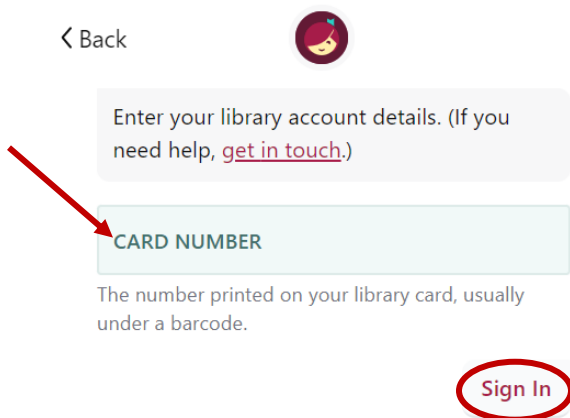 Back
Enter your library account details. (If you
need help, get in touch.)
CARD NUMBER
The number printed on your library card, usually
under a barcode.
Sign In